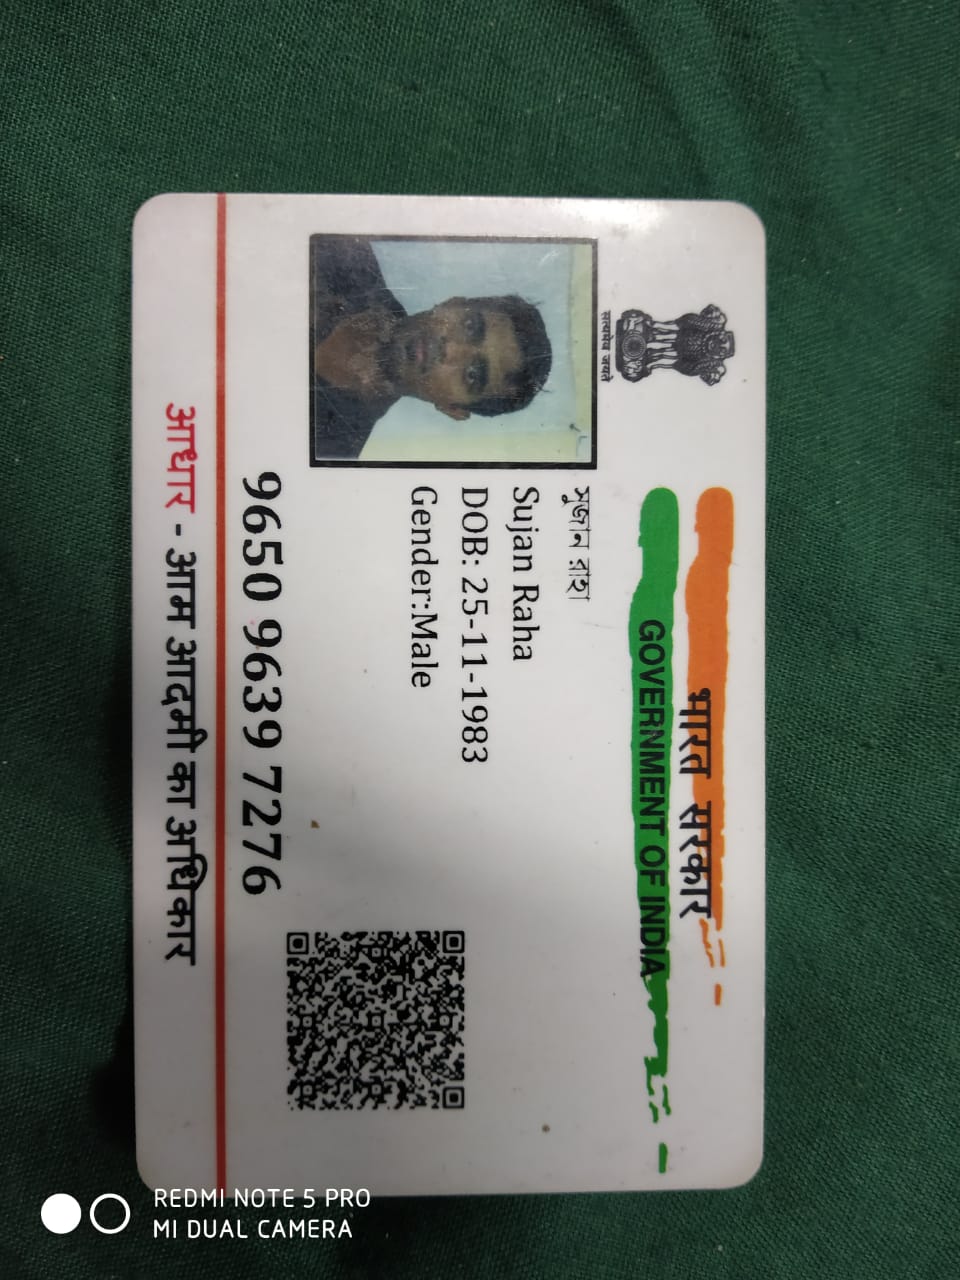 भारत सरकार
GOVERNMENT OF INDIA
सत्यमेव जयते
সুজান রাহা
Sujan Raha
DOB: 25-11-1983
Gender:Male
9650 9639 7276
आधार - आम आदमी का अधिकार
REDMI NOTE 5 PRO
MI DUAL CAMERA